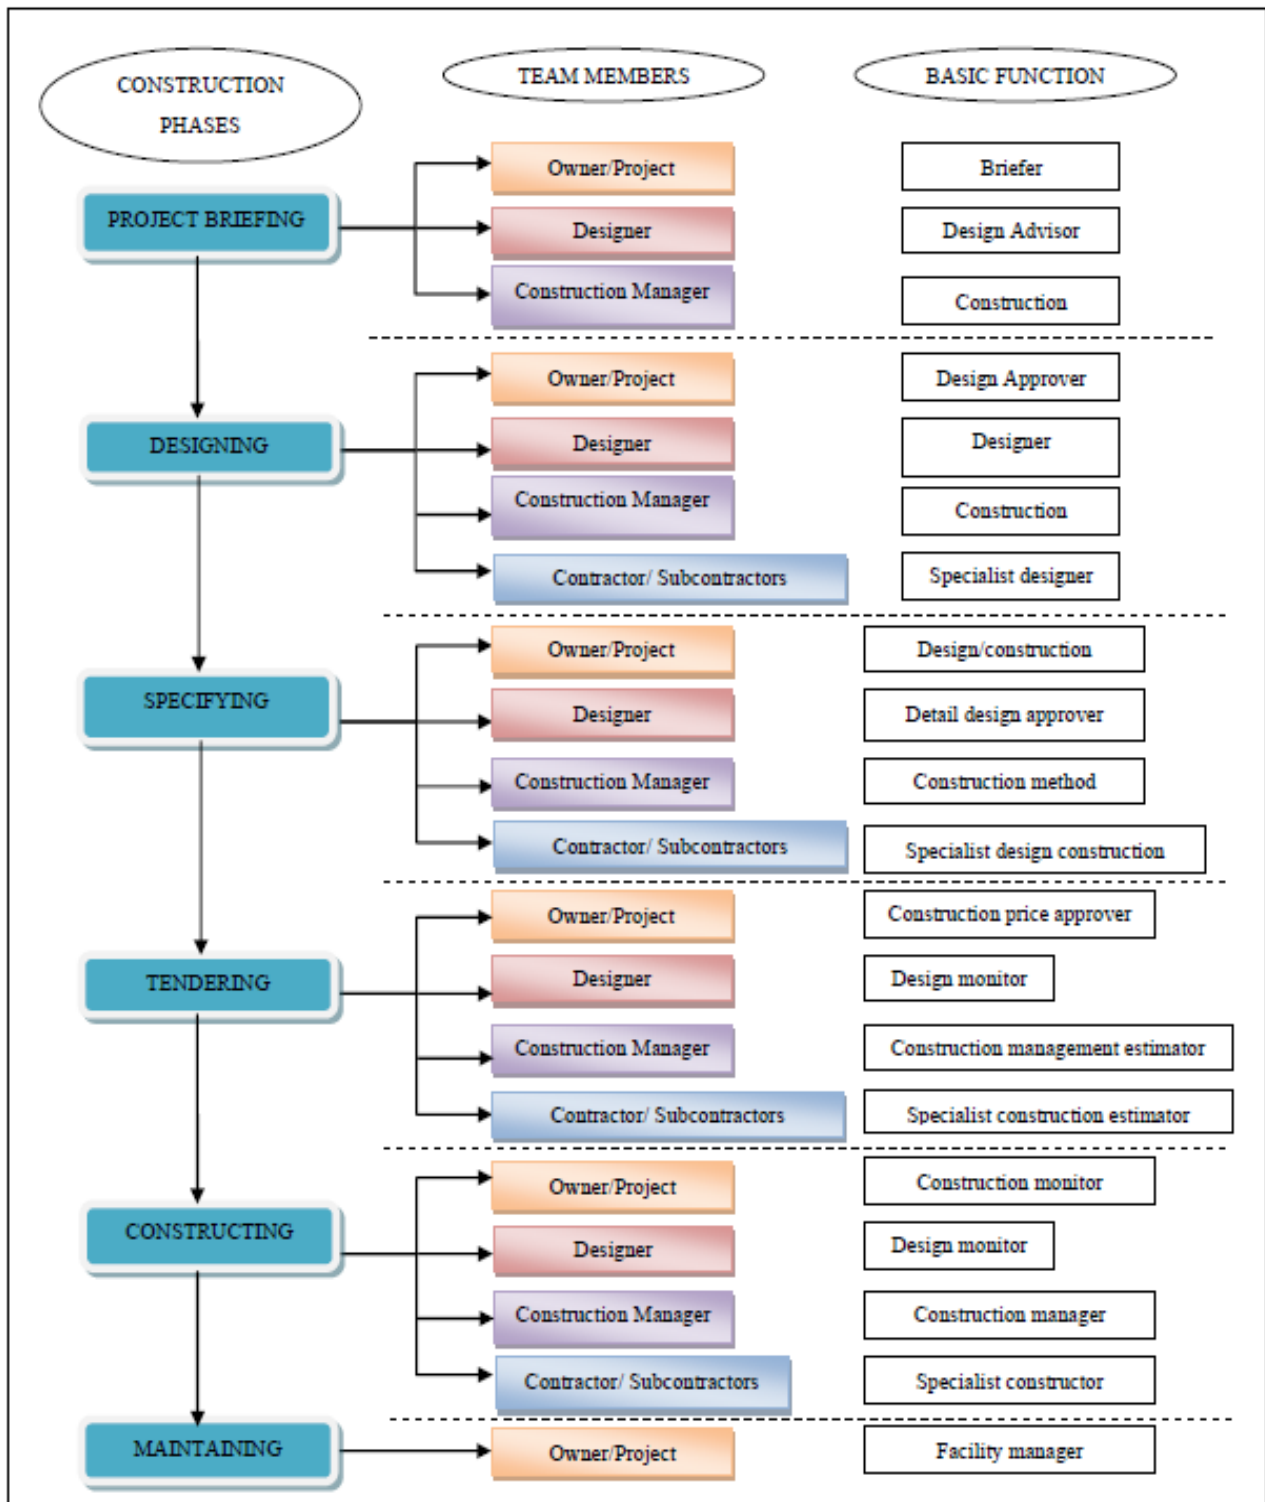 CONSTRUCTION
PHASES
TEAM MEMBERS
BASIC FUNCTION
PROJECT BRIEFING
Owner/Project
Briefer
Designer
Design Advisor
Construction Manager
Construction
DESIGNING
Owner/Project
Design Approver
Designer
Designer
Construction Manager
Construction
Contractor/ Subcontractors
Specialist designer
SPECIFYING
Owner/Project
Design/construction
Designer
Detail design approver
Construction Manager
Construction method
Contractor/ Subcontractors
Specialist design construction
TENDERING
Owner/Project
Construction price approver
Designer
Design monitor
Construction Manager
Construction management estimator
Contractor/ Subcontractors
Specialist construction estimator
CONSTRUCTING
Owner/Project
Construction monitor
Designer
Design monitor
Construction Manager
Construction manager
Contractor/ Subcontractors
Specialist constructor
MAINTAINING
Owner/Project
Facility manager